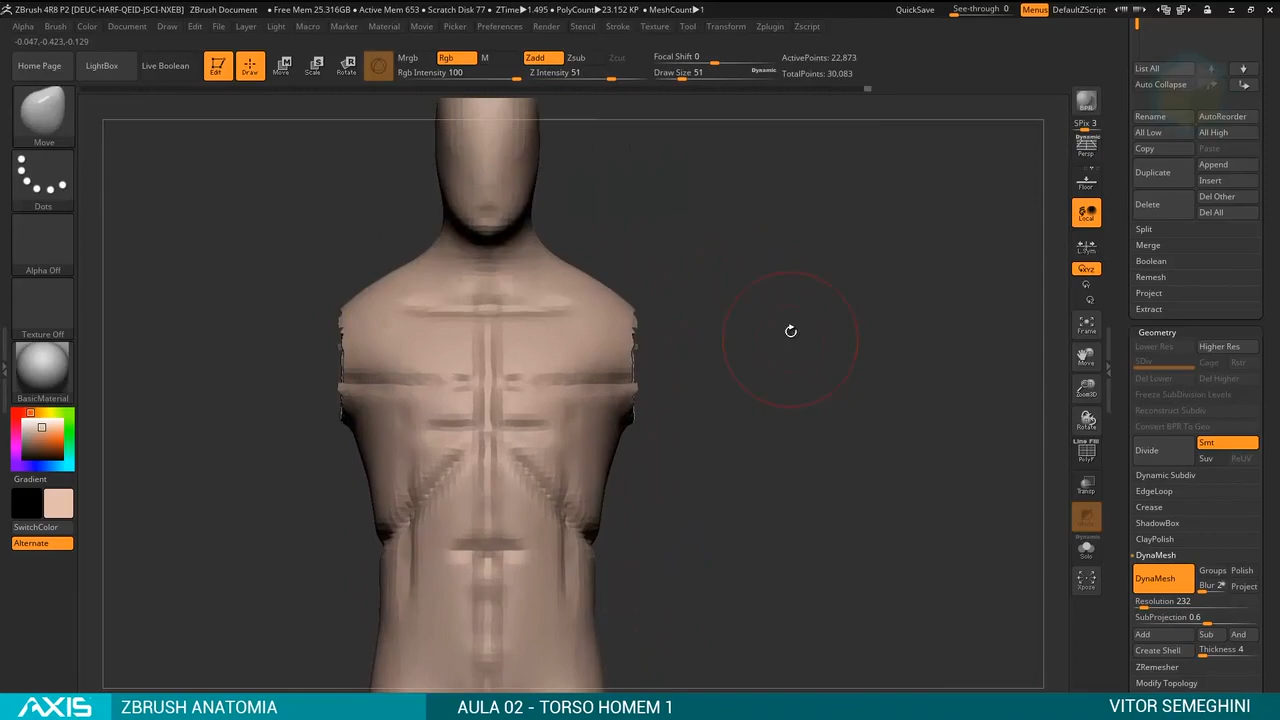 ZBrush 4R8 P2 [DEUC-HARF-QEID-JSCI-NXEB] ZBrush Document • Free Mem 25.316GB • Active Mem 653 • Scratch Disk 77 • ZTime▶1.495 • PolyCount▶23.152 KP • MeshCount▶1 QuickSave See-through 0 Menus DefaultZScript
Alpha Brush Color Document Draw Edit File Layer Light Macro Marker Material Movie Picker Preferences Render Stencil Stroke Texture Tool Transform Zplugin Zscript
-0.047,-0.423,-0.129
Home Page LightBox Live Boolean Edit Draw Move Scale Rotate
Mrgb Rgb M Zadd Zsub Zcut Focal Shift 0 ActivePoints: 22,873
Rgb Intensity 100 Z Intensity 51 Draw Size 51 Dynamic TotalPoints: 30,083
Move
Dots
Alpha Off
Texture Off
BasicMaterial
Gradient
SwitchColor
Alternate
BPR
SPix 3
Dynamic
Persp
Floor
Local
L.Sym
XYZ
Frame
Move
Zoom3D
Rotate
Line Fill
PolyF
Transp
Dynamic
Solo
Xpose
List All
Auto Collapse
Rename AutoReorder
All Low All High
Copy Paste
Duplicate Append
Insert
Delete Del Other
Del All
Split
Merge
Boolean
Remesh
Project
Extract
Geometry
Lower Res Higher Res
SDiv Cage Rstr
Del Lower Del Higher
Freeze SubDivision Levels
Reconstruct Subdiv
Convert BPR To Geo
Divide Smt
Suv ReUV
Dynamic Subdiv
EdgeLoop
Crease
ShadowBox
ClayPolish
DynaMesh
DynaMesh Groups Polish
Blur 2 Project
Resolution 232
SubProjection 0.6
Add Sub And
Create Shell Thickness 4
ZRemesher
Modify Topology
AXIS ZBRUSH ANATOMIA AULA 02 - TORSO HOMEM 1 VITOR SEMEGHINI